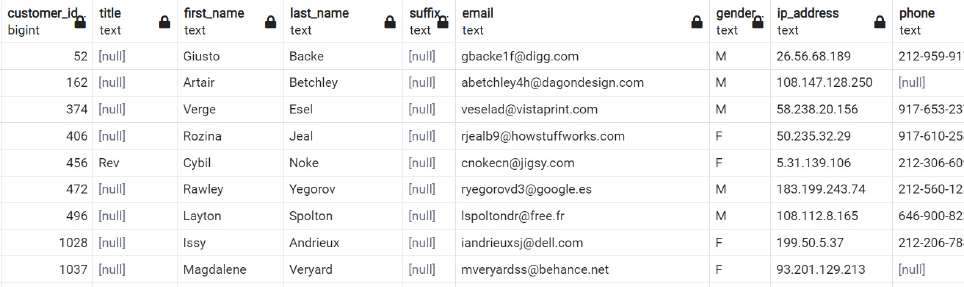 customer_id title first_name last_name suffix email gender ip_address phone
bigint text text text text text text text text
52 [null] Giusto Backe [null] gbacke1f@digg.com M 26.56.68.189 212-959-91
162 [null] Artair Betchley [null] abetchley4h@dagondesign.com M 108.147.128.250 [null]
374 [null] Verge Esel [null] veselad@vistaprint.com M 58.238.20.156 917-653-23
406 [null] Rozina Jeal [null] rjealb9@howstuffworks.com F 50.235.32.29 917-610-25
456 Rev Cybil Noke [null] cnokecn@jigsy.com F 5.31.139.106 212-306-60
472 [null] Rawley Yegorov [null] ryegorovd3@google.es M 183.199.243.74 212-560-12
496 [null] Layton Spolton [null] lspoltondr@free.fr M 108.112.8.165 646-900-82
1028 [null] Issy Andrieux [null] iandrieuxsj@dell.com F 199.50.5.37 212-206-78
1037 [null] Magdalene Veryard [null] mveryardss@behance.net F 93.201.129.213 [null]